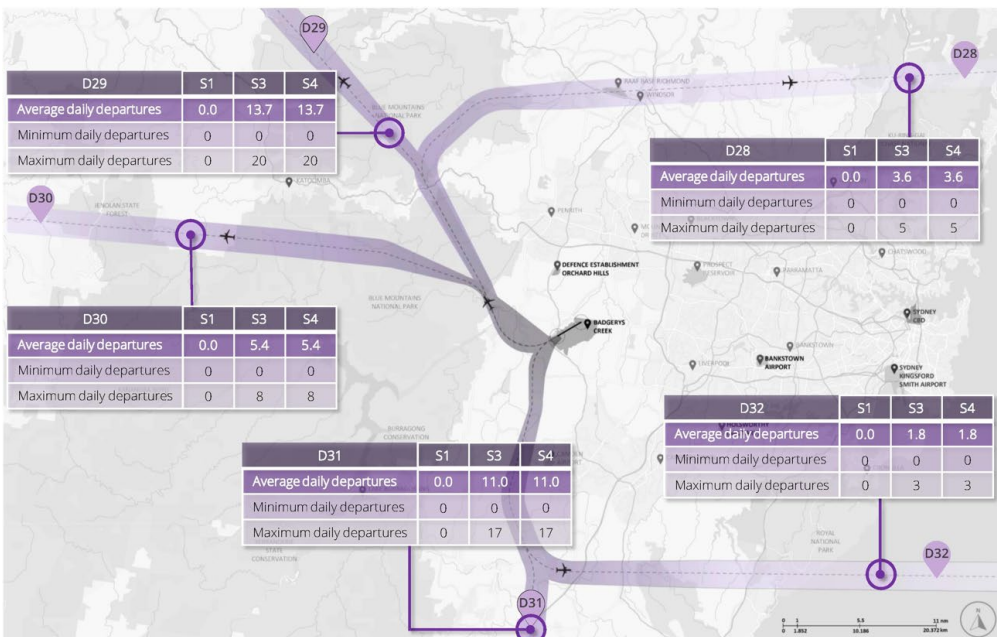 D29
D28
D29 S1 S3 S4
Average daily departures 0.0 13.7 13.7
Minimum daily departures 0 0 0
Maximum daily departures 0 20 20
BLUE MOUNTAINS
NATIONAL PARK
RAAF BASE RICHMOND
WINDSOR
D28 S1 S3 S4
Average daily departures 0.0 3.6 3.6
Minimum daily departures 0 0 0
Maximum daily departures 0 5 5
KATOOMBA
D30
JENOLAN STATE
FOREST
PENRITH
CHATSWOOD
DEFENCE ESTABLISHMENT
ORCHARD HILLS
PROSPECT
RESERVOIR
PARRAMATTA
BLUE MOUNTAINS
NATIONAL PARK
D30 S1 S3 S4
Average daily departures 0.0 5.4 5.4
Minimum daily departures 0 0 0
Maximum daily departures 0 8 8
BADGERYS
CREEK
SYDNEY
CBD
BANKSTOWN
LIVERPOOL
BANKSTOWN
AIRPORT
SYDNEY
KINGSFORD
SMITH AIRPORT
D32 S1 S3 S4
Average daily departures 0.0 1.8 1.8
Minimum daily departures 0 0 0
Maximum daily departures 0 3 3
HOLSWORTHY
BURRAGORANG
CONSERVATION
D31 S1 S3 S4
Average daily departures 0.0 11.0 11.0
Minimum daily departures 0 0 0
Maximum daily departures 0 17 17
STATE
CONSERVATION
ROYAL
NATIONAL
PARK
D32
D31
0 1 5.5 11 nm
0 1.852 10.186 20.372 km
N